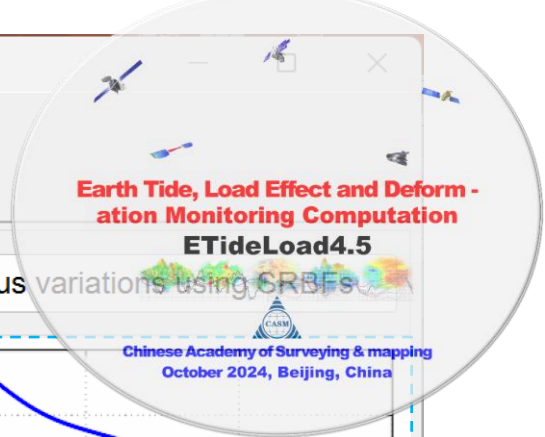 Earth Tide, Load Effect and Deform -
ation Monitoring Computation
ETideLoad4.5
us variations using SRBFs
CASM
Chinese Academy of Surveying & mapping
October 2024, Beijing, China